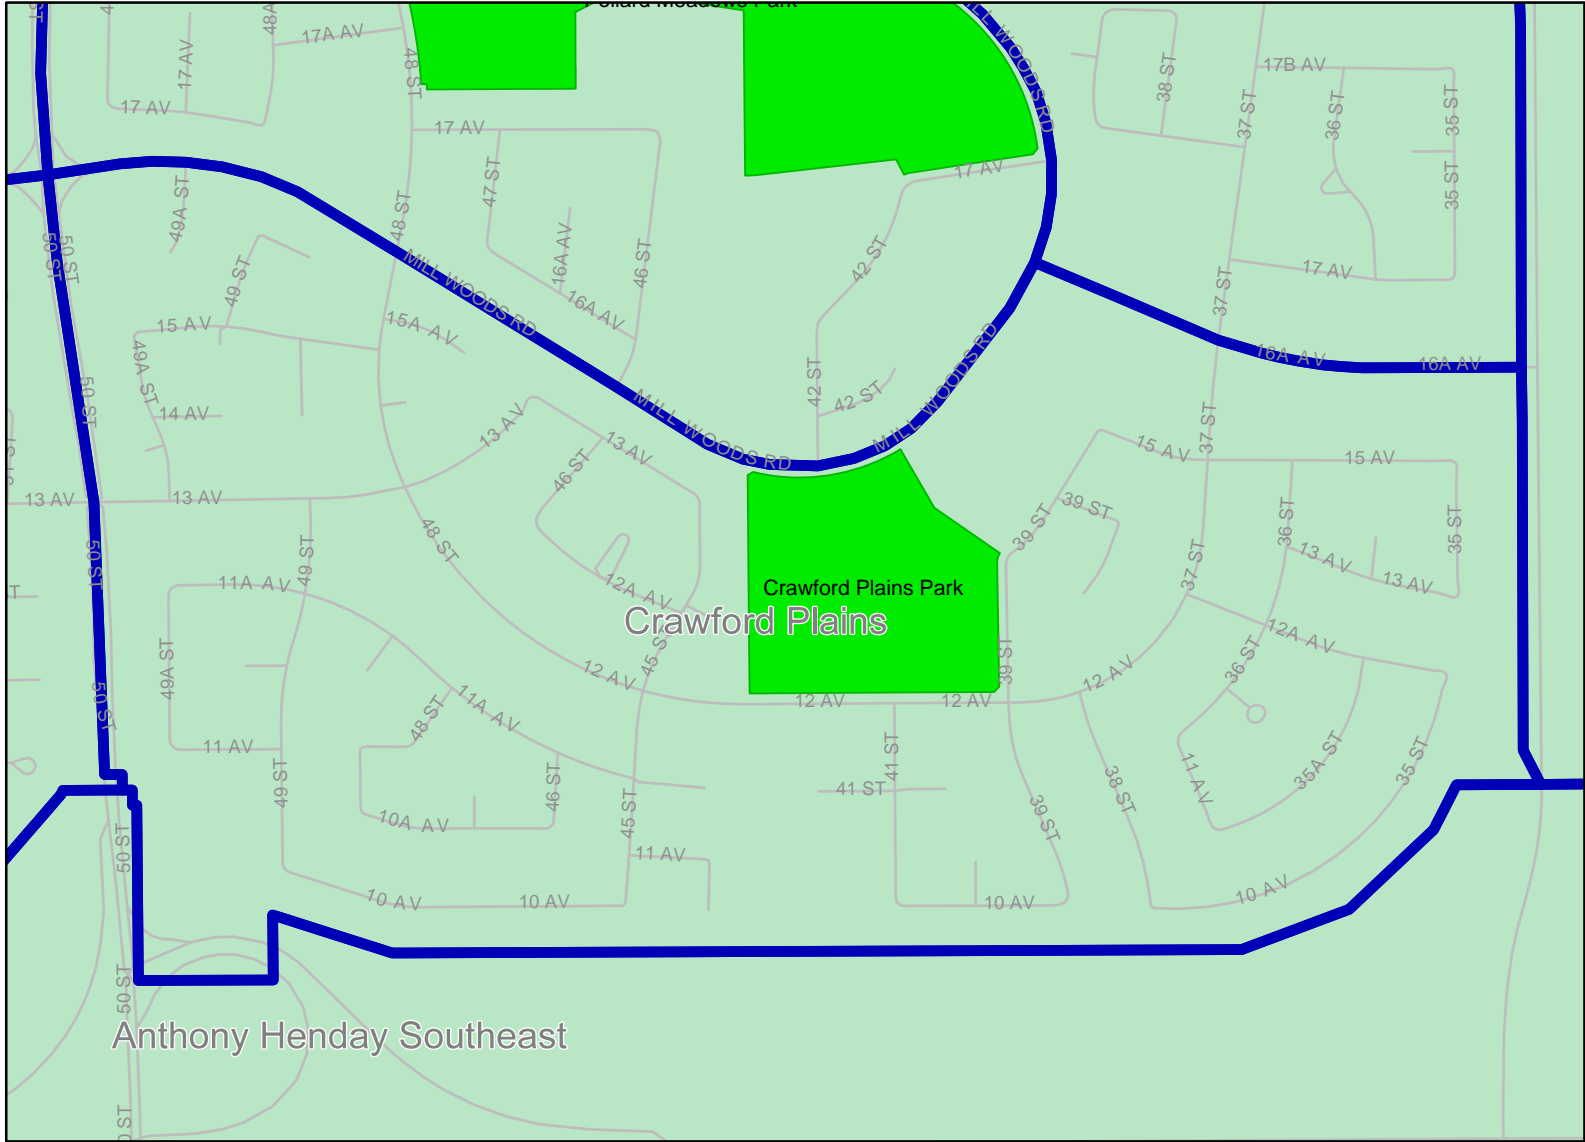 Pollard Meadows Park
48A
17A AV
17 AV
48 ST
17 AV
17 AV
47 ST
49A ST
48 ST
16A AV
46 ST
16A AV
MILL WOODS RD
MILL WOODS RD
17 AV
42 ST
38 ST
37 ST
17B AV
36 ST
35 ST
35 ST
17 AV
37 ST
50 ST
50 ST
49 ST
15 AV
15A AV
49A ST
14 AV
50 ST
MILL WOODS RD
MILL WOODS RD
42 ST
42 ST
16A AV
16A AV
13 AV
13 AV
13 AV
13 AV
46 ST
48 ST
37 ST
15 AV
15 AV
39 ST
39 ST
36 ST
35 ST
13 AV
13 AV
37 ST
50 ST
49 ST
11A AV
12A AV
Crawford Plains Park
Crawford Plains
49A ST
45 ST
12 AV
39 ST
12 AV
12A AV
36 ST
50 ST
48 ST
11A AV
12 AV
12 AV
11 AV
49 ST
46 ST
41 ST
41 ST
38 ST
11 AV
35A ST
35 ST
10A AV
45 ST
39 ST
50 ST
11 AV
10 AV
10 AV
10 AV
10 AV
50 ST
Anthony Henday Southeast